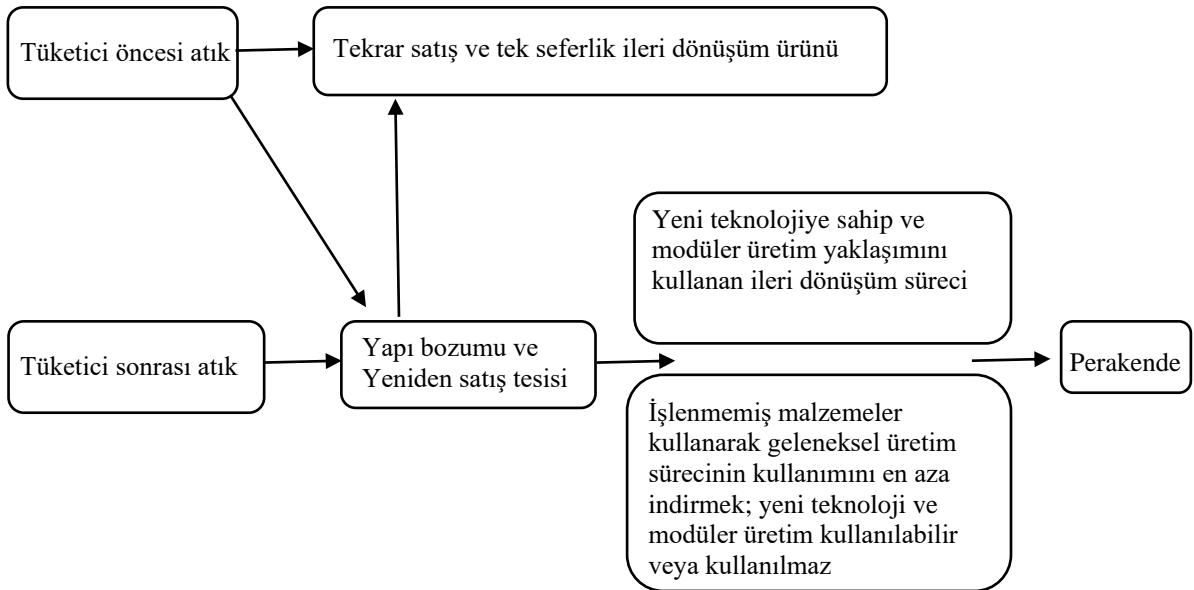 Tüketici öncesi atık
Tekrar satış ve tek seferlik ileri dönüşüm ürünü
Yeni teknolojiye sahip ve
modüler üretim yaklaşımını
kullanan ileri dönüşüm süreci
Tüketici sonrası atık
Yapı bozumu ve
Yeniden satış tesisi
Perakende
İşlenmemiş malzemeler
kullanarak geleneksel üretim
sürecinin kullanımını en aza
indirmek; yeni teknoloji ve
modüler üretim kullanılabilir
veya kullanılmaz